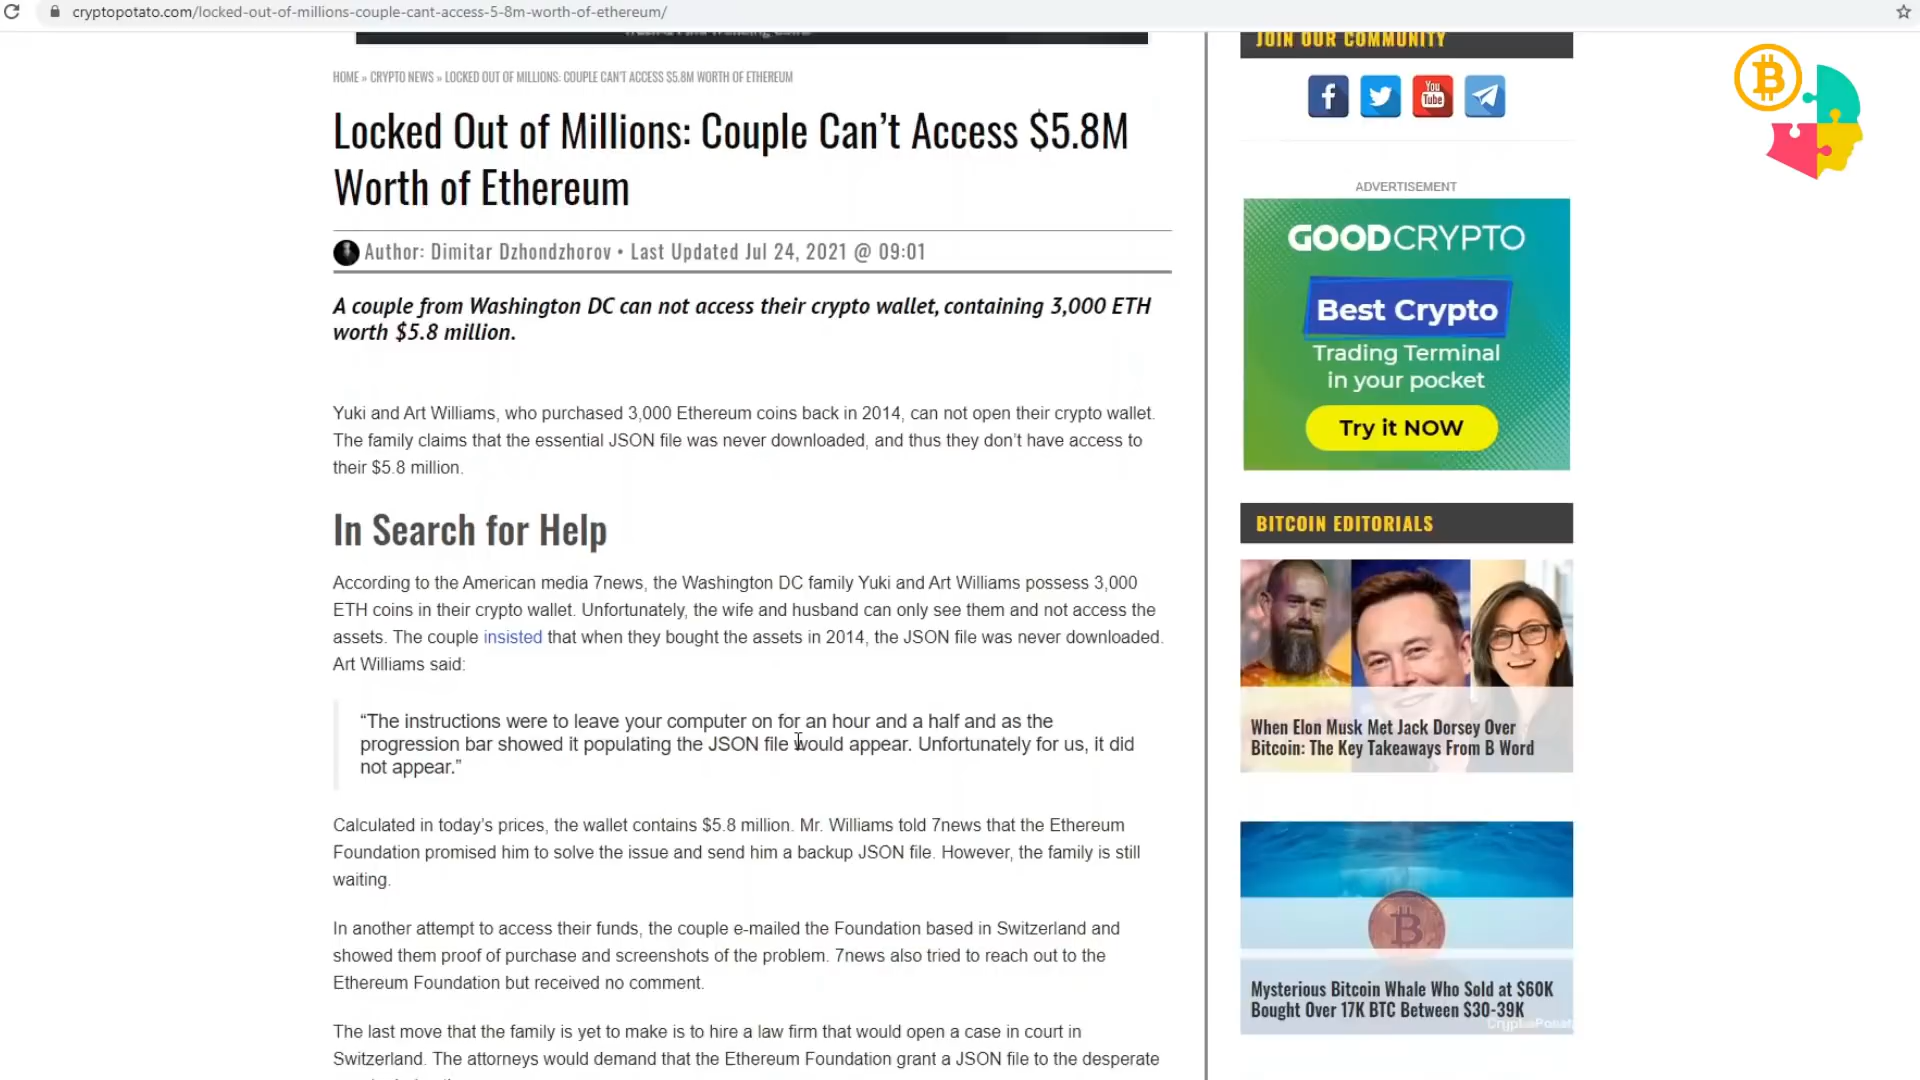 cryptopotato.com/locked-out-of-millions-couple-cant-access-5-8m-worth-of-ethereum/
HOME » CRYPTO NEWS » LOCKED OUT OF MILLIONS: COUPLE CAN'T ACCESS $5.8M WORTH OF ETHEREUM
Locked Out of Millions: Couple Can’t Access $5.8M
Worth of Ethereum
Author: Dimitar Dzhondzhorov • Last Updated Jul 24, 2021 @ 09:01
A couple from Washington DC can not access their crypto wallet, containing 3,000 ETH
worth $5.8 million.
Yuki and Art Williams, who purchased 3,000 Ethereum coins back in 2014, can not open their crypto wallet.
The family claims that the essential JSON file was never downloaded, and thus they don’t have access to
their $5.8 million.
In Search for Help
According to the American media 7news, the Washington DC family Yuki and Art Williams possess 3,000
ETH coins in their crypto wallet. Unfortunately, the wife and husband can only see them and not access the
assets. The couple insisted that when they bought the assets in 2014, the JSON file was never downloaded.
Art Williams said:
“The instructions were to leave your computer on for an hour and a half and as the
progression bar showed it populating the JSON file would appear. Unfortunately for us, it did
not appear.”
Calculated in today’s prices, the wallet contains $5.8 million. Mr. Williams told 7news that the Ethereum
Foundation promised him to solve the issue and send him a backup JSON file. However, the family is still
waiting.
In another attempt to access their funds, the couple e-mailed the Foundation based in Switzerland and
showed them proof of purchase and screenshots of the problem. 7news also tried to reach out to the
Ethereum Foundation but received no comment.
The last move that the family is yet to make is to hire a law firm that would open a case in court in
Switzerland. The attorneys would demand that the Ethereum Foundation grant a JSON file to the desperate
JOIN OUR COMMUNITY
You
Tube
ADVERTISEMENT
GOODCRYPTO
Best Crypto
Trading Terminal
in your pocket
Try it NOW
BITCOIN EDITORIALS
When Elon Musk Met Jack Dorsey Over
Bitcoin: The Key Takeaways From B Word
Mysterious Bitcoin Whale Who Sold at $60K
Bought Over 17K BTC Between $30-39K